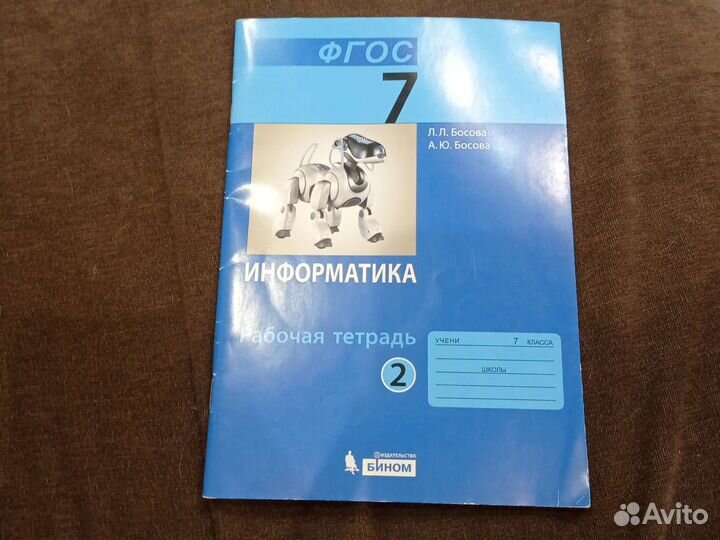 ФГОС
7
Л. Л. Босова
А. Ю. Босова
ИНФОРМАТИКА
Рабочая тетрадь
2
УЧЕНИ 7 КЛАССА
ШКОЛЫ
ИЗДАТЕЛЬСТВО
БИНОМ
Avito